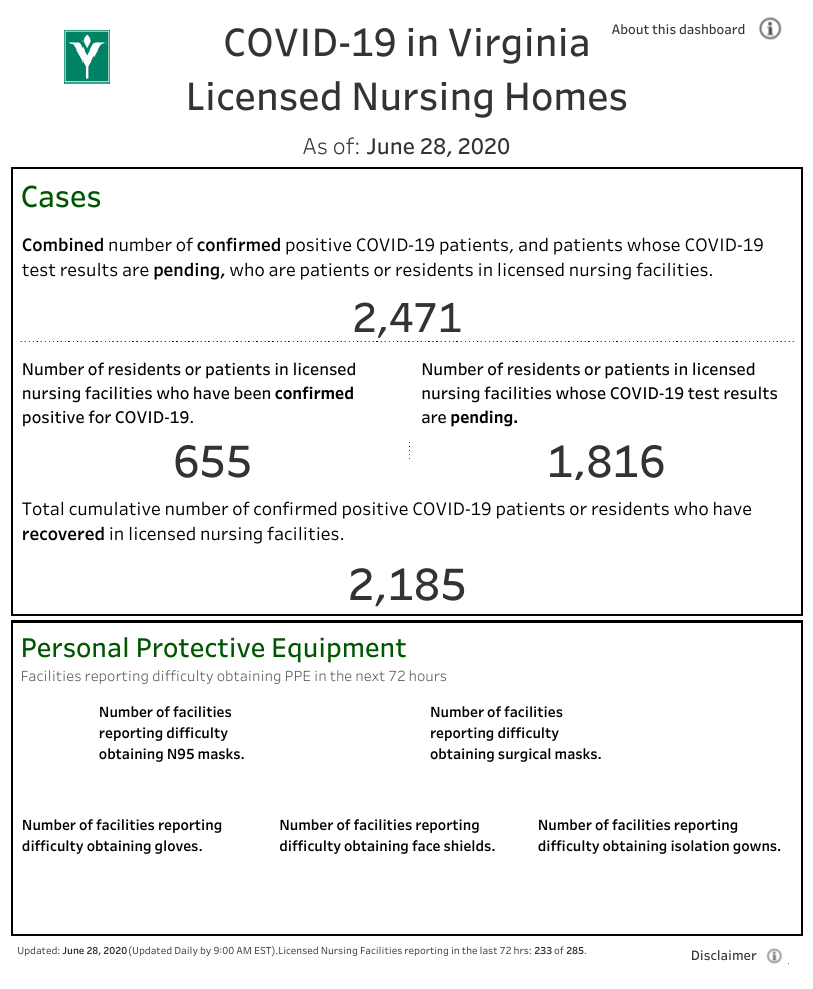 About this dashboard
COVID-19 in Virginia
Licensed Nursing Homes
As of: June 28, 2020
Cases
Combined number of confirmed positive COVID-19 patients, and patients whose COVID-19
test results are pending, who are patients or residents in licensed nursing facilities.
2,471
Number of residents or patients in licensed
nursing facilities who have been confirmed
positive for COVID-19.
655
Number of residents or patients in licensed
nursing facilities whose COVID-19 test results
are pending.
1,816
Total cumulative number of confirmed positive COVID-19 patients or residents who have
recovered in licensed nursing facilities.
2,185
Personal Protective Equipment
Facilities reporting difficulty obtaining PPE in the next 72 hours
Number of facilities
reporting difficulty
obtaining N95 masks.
Number of facilities
reporting difficulty
obtaining surgical masks.
Number of facilities reporting
difficulty obtaining gloves.
Number of facilities reporting
difficulty obtaining face shields.
Number of facilities reporting
difficulty obtaining isolation gowns.
Updated: June 28, 2020(Updated Daily by 9:00 AM EST).Licensed Nursing Facilities reporting in the last 72 hrs: 233 of 285.
Disclaimer